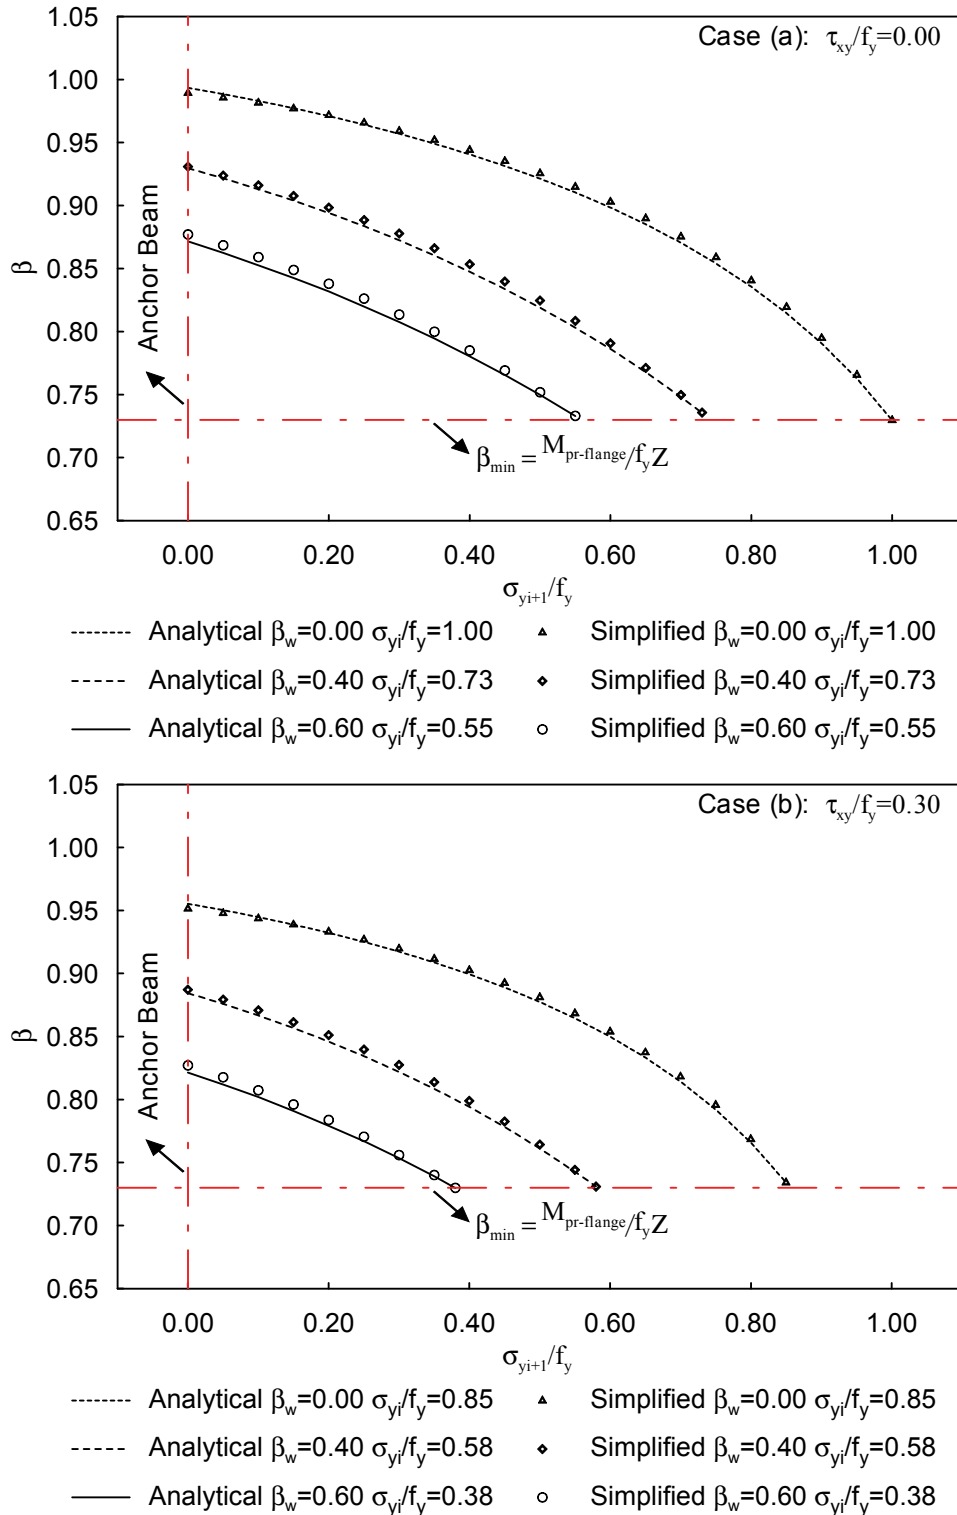 1.05
1.00
0.95
0.90
0.85
0.80
0.75
0.70
0.65
β
Case (a): τxy/fy=0.00
Anchor Beam
βmin = Mpr-flange/fyZ
0.00 0.20 0.40 0.60 0.80 1.00
σyi+1/fy
Analytical βw=0.00 σyi/fy=1.00 Simplified βw=0.00 σyi/fy=1.00
Analytical βw=0.40 σyi/fy=0.73 Simplified βw=0.40 σyi/fy=0.73
Analytical βw=0.60 σyi/fy=0.55 Simplified βw=0.60 σyi/fy=0.55
1.05
1.00
0.95
0.90
0.85
0.80
0.75
0.70
0.65
β
Case (b): τxy/fy=0.30
Anchor Beam
βmin = Mpr-flange/fyZ
0.00 0.20 0.40 0.60 0.80 1.00
σyi+1/fy
Analytical βw=0.00 σyi/fy=0.85 Simplified βw=0.00 σyi/fy=0.85
Analytical βw=0.40 σyi/fy=0.58 Simplified βw=0.40 σyi/fy=0.58
Analytical βw=0.60 σyi/fy=0.38 Simplified βw=0.60 σyi/fy=0.38